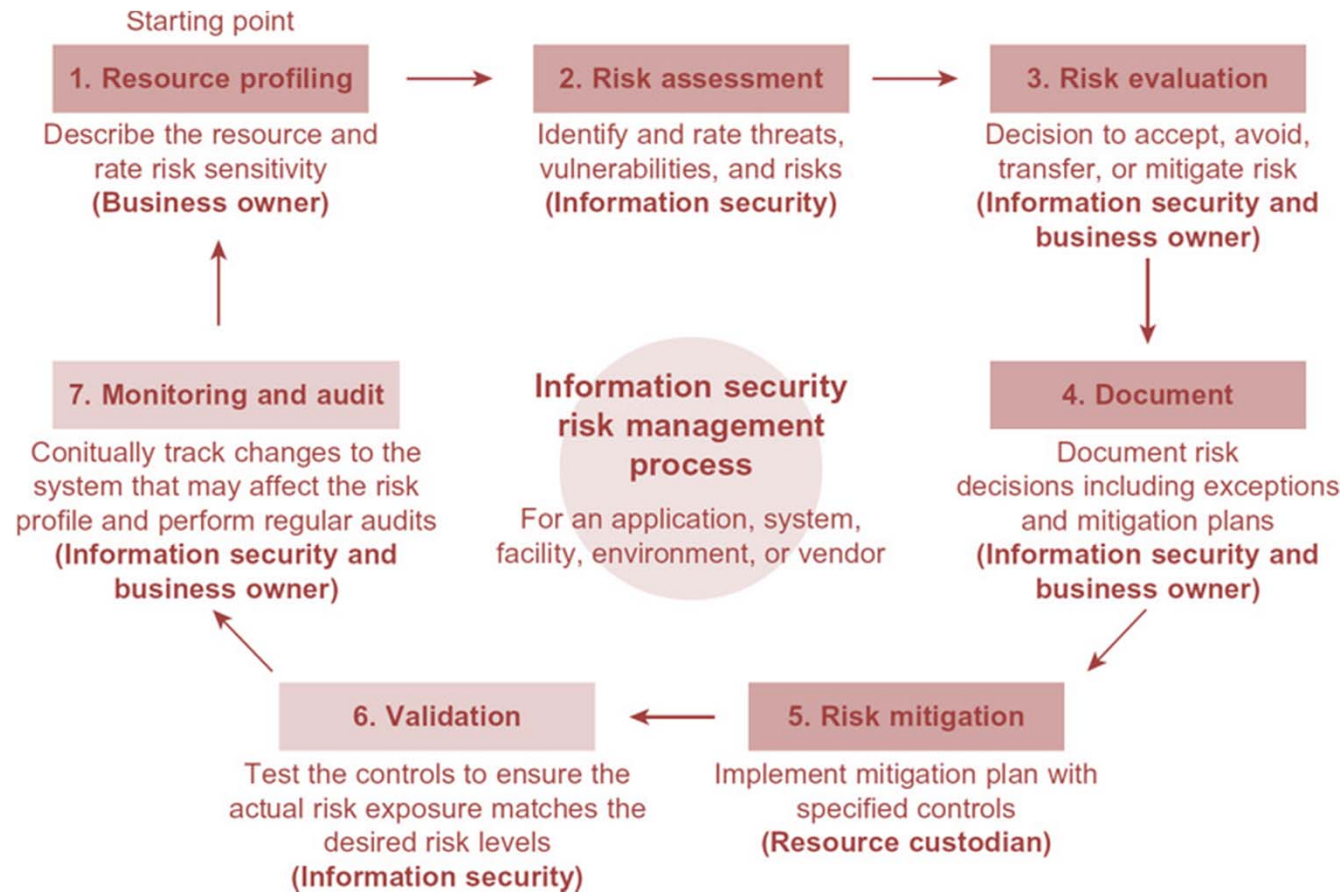 Starting point
1. Resource profiling
Describe the resource and
rate risk sensitivity
(Business owner)
2. Risk assessment
Identify and rate threats,
vulnerabilities, and risks
(Information security)
3. Risk evaluation
Decision to accept, avoid,
transfer, or mitigate risk
(Information security and
business owner)
4. Document
Document risk
decisions including exceptions
and mitigation plans
(Information security and
business owner)
5. Risk mitigation
Implement mitigation plan with
specified controls
(Resource custodian)
6. Validation
Test the controls to ensure the
actual risk exposure matches the
desired risk levels
(Information security)
7. Monitoring and audit
Conitually track changes to the
system that may affect the risk
profile and perform regular audits
(Information security and
business owner)
Information security
risk management
process
For an application, system,
facility, environment, or vendor